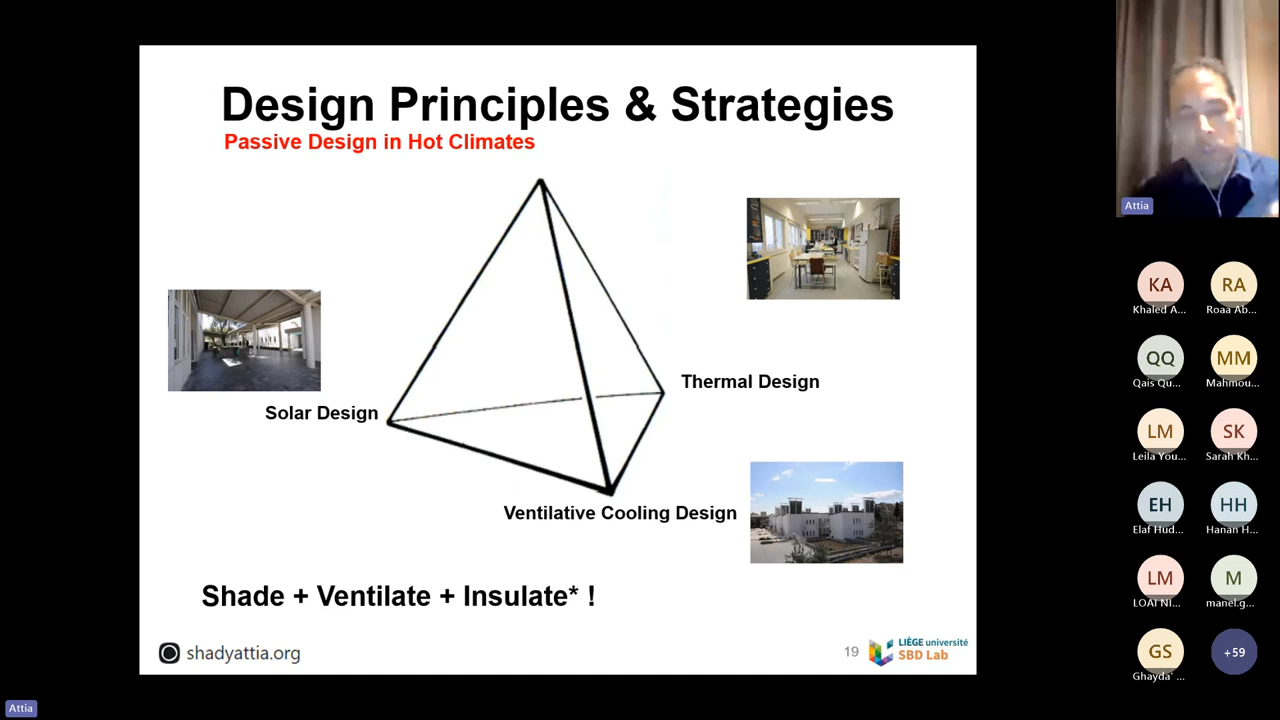 Design Principles & Strategies
Passive Design in Hot Climates
Thermal Design
Solar Design
Ventilative Cooling Design
Shade + Ventilate + Insulate* !
shadyattia.org
19
LIÈGE université
SBD Lab
Attia
KA
Khaled A...
RA
Roaa Ab...
QQ
Qais Qu...
MM
Mahmou...
LM
Leila You...
SK
Sarah Kh...
EH
Elaf Hud...
HH
Hanan H...
LM
LOAI NI...
M
manel.g...
GS
Ghayda' ...
+59
Attia